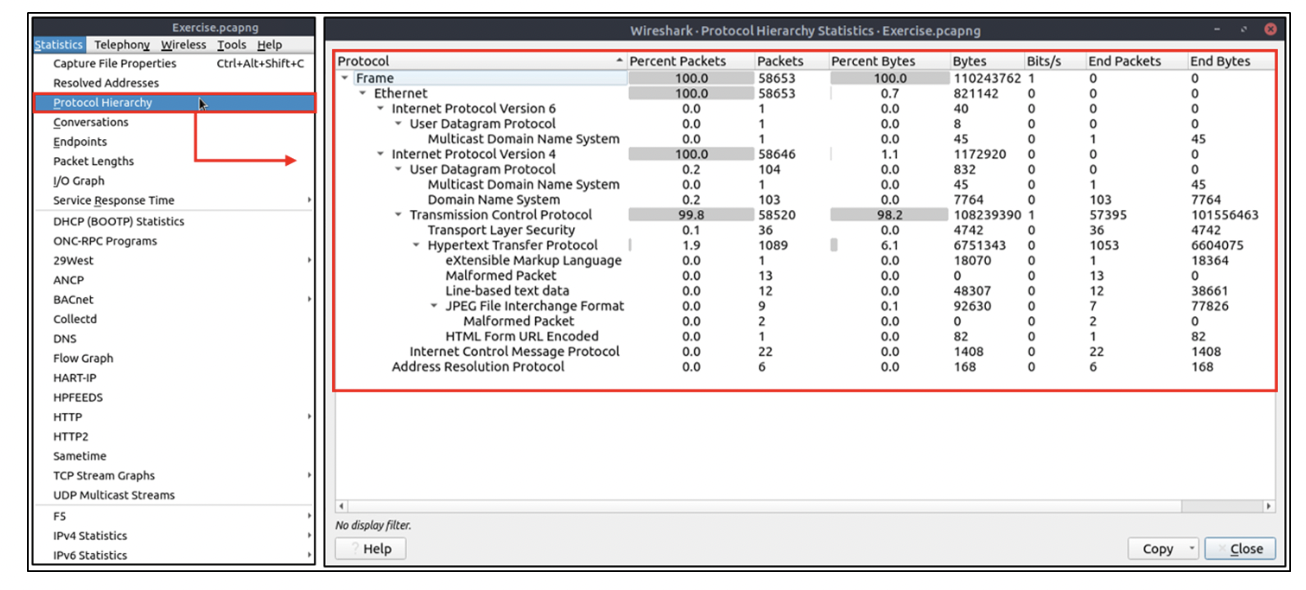 Exercise.pcapng
Statistics Telephony Wireless Tools Help
Capture File Properties Ctrl+Alt+Shift+C
Resolved Addresses
Protocol Hierarchy
Conversations
Endpoints
Packet Lengths
I/O Graph
Service Response Time
DHCP (BOOTP) Statistics
ONC-RPC Programs
29West
ANCP
BACnet
Collectd
DNS
Flow Graph
HART-IP
HPFEEDS
HTTP
HTTP2
Sametime
TCP Stream Graphs
UDP Multicast Streams
F5
IPv4 Statistics
IPv6 Statistics
Wireshark · Protocol Hierarchy Statistics · Exercise.pcapng
Protocol Percent Packets Packets Percent Bytes Bytes Bits/s End Packets End Bytes
Frame 100.0 58653 100.0 110243762 1 0 0
Ethernet 100.0 58653 0.7 821142 0 0 0
Internet Protocol Version 6 0.0 1 0.0 40 0 0 0
User Datagram Protocol 0.0 1 0.0 8 0 0 0
Multicast Domain Name System 0.0 1 0.0 45 0 1 45
Internet Protocol Version 4 100.0 58646 1.1 1172920 0 0 0
User Datagram Protocol 0.2 104 0.0 832 0 0 0
Multicast Domain Name System 0.0 1 0.0 45 0 1 45
Domain Name System 0.2 103 0.0 7764 0 103 7764
Transmission Control Protocol 99.8 58520 98.2 108239390 1 57395 101556463
Transport Layer Security 0.1 36 0.0 4742 0 36 4742
Hypertext Transfer Protocol 1.9 1089 6.1 6751343 0 1053 6604075
eXtensible Markup Language 0.0 1 0.0 18070 0 1 18364
Malformed Packet 0.0 13 0.0 0 0 13 0
Line-based text data 0.0 12 0.0 48307 0 12 38661
JPEG File Interchange Format 0.0 9 0.1 92630 0 7 77826
Malformed Packet 0.0 2 0.0 0 0 2 0
HTML Form URL Encoded 0.0 1 0.0 82 0 1 82
Internet Control Message Protocol 0.0 22 0.0 1408 0 22 1408
Address Resolution Protocol 0.0 6 0.0 168 0 6 168
No display filter.
? Help Copy Close